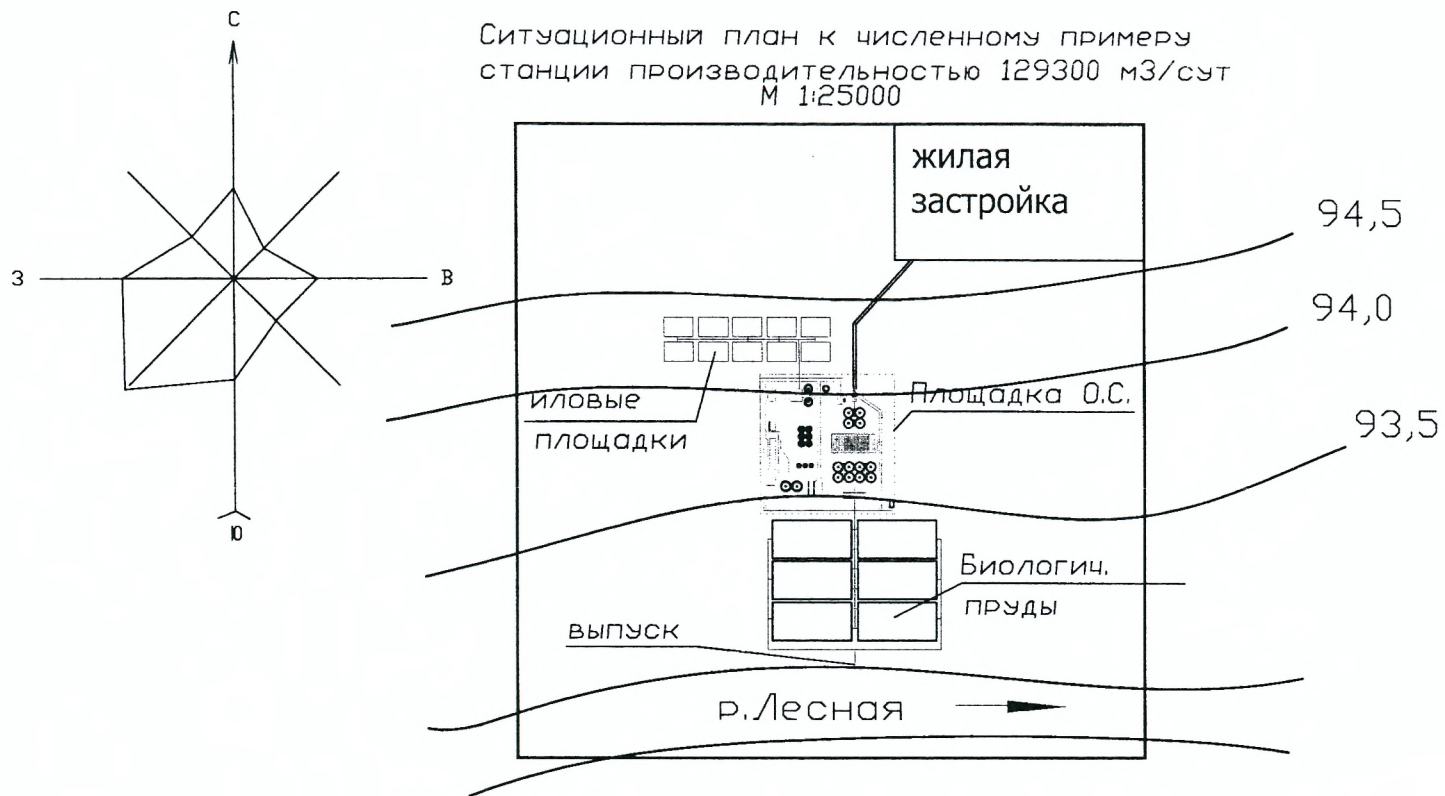 С
Ситуационный план к численному примеру
станции производительностью 129300 м3/сут
М 1:25000
жилая
застройка
94,5
З
В
94,0
Площадка О.С.
иловые
площадки
93,5
Ю
Биологич.
пруды
выпуск
р.Лесная